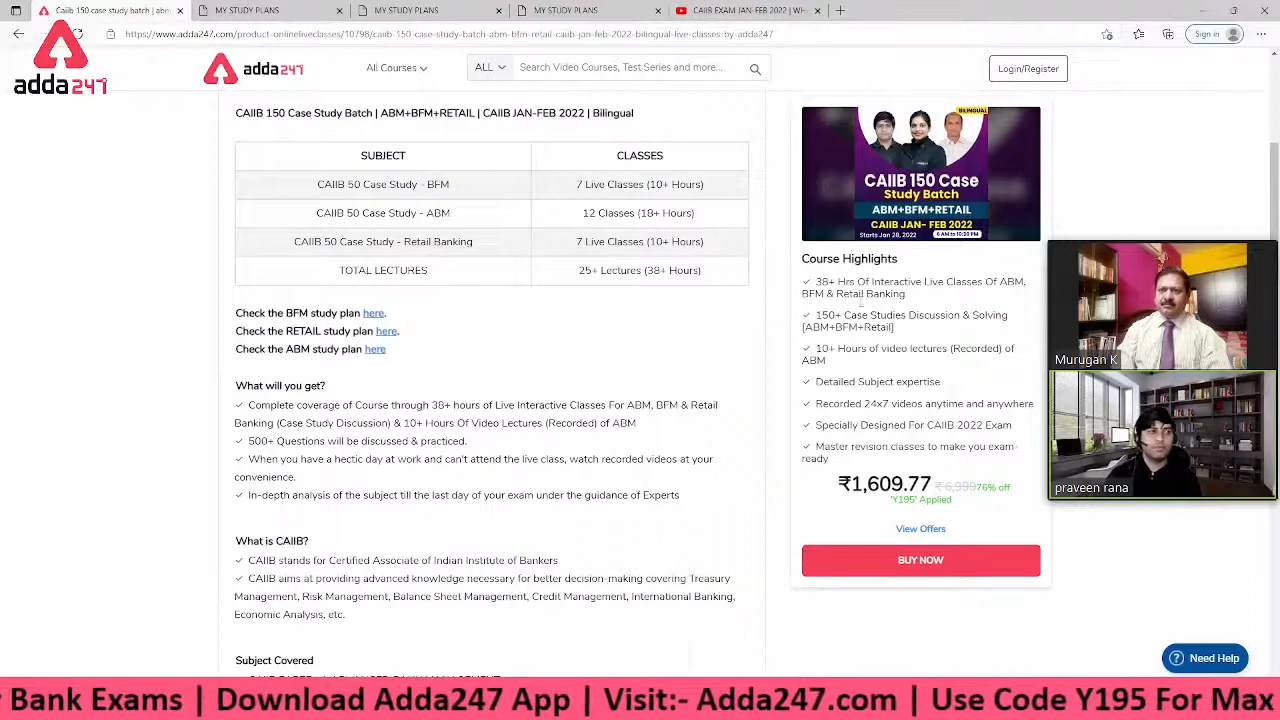 Caiib 150 case study batch | abm
MY STUDY PLANS
MY STUDY PLANS
MY STUDY PLANS
CAIIB EXAM JAN-FEB 2022 | WH
https://www.adda247.com/product-onlineliveclasses/10798/caiib-150-case-study-batch-abm-bfm-retail-caiib-jan-feb-2022-bilingual-live-classes-by-adda247
Sign in
adda247
adda247
All Courses
ALL
Search Video Courses, Test Series and more...
Login/Register
CAIIB 150 Case Study Batch | ABM+BFM+RETAIL | CAIIB JAN-FEB 2022 | Bilingual
SUBJECT CLASSES
CAIIB 50 Case Study - BFM 7 Live Classes (10+ Hours)
CAIIB 50 Case Study - ABM 12 Classes (18+ Hours)
CAIIB 50 Case Study - Retail Banking 7 Live Classes (10+ Hours)
TOTAL LECTURES 25+ Lectures (38+ Hours)
Check the BFM study plan here.
Check the RETAIL study plan here.
Check the ABM study plan here
What will you get?
✓ Complete coverage of Course through 38+ hours of Live Interactive Classes For ABM, BFM & Retail
Banking (Case Study Discussion) & 10+ Hours Of Video Lectures (Recorded) of ABM
✓ 500+ Questions will be discussed & practiced.
✓ When you have a hectic day at work and can't attend the live class, watch recorded videos at your
convenience.
✓ In-depth analysis of the subject till the last day of your exam under the guidance of Experts
What is CAIIB?
✓ CAIIB stands for Certified Associate of Indian Institute of Bankers
✓ CAIIB aims at providing advanced knowledge necessary for better decision-making covering Treasury
Management, Risk Management, Balance Sheet Management, Credit Management, International Banking,
Economic Analysis, etc.
Subject Covered
BILINGUAL
CAIIB 150 Case
Study Batch
ABM+BFM+RETAIL
CAIIB JAN- FEB 2022
Starts Jan 28, 2022
Course Highlights
✓ 38+ Hrs Of Interactive Live Classes Of ABM,
BFM & Retail Banking
✓ 150+ Case Studies Discussion & Solving
[ABM+BFM+Retail]
✓ 10+ Hours of video lectures (Recorded) of
ABM
✓ Detailed Subject expertise
✓ Recorded 24x7 videos anytime and anywhere
✓ Specially Designed For CAIIB 2022 Exam
✓ Master revision classes to make you exam-
ready
₹1,609.77 ₹ 6,999 76% off
'Y195' Applied
View Offers
BUY NOW
Murugan K
praveen rana
Need Help
Bank Exams | Download Adda247 App | Visit:- Adda247.com | Use Code Y195 For Max